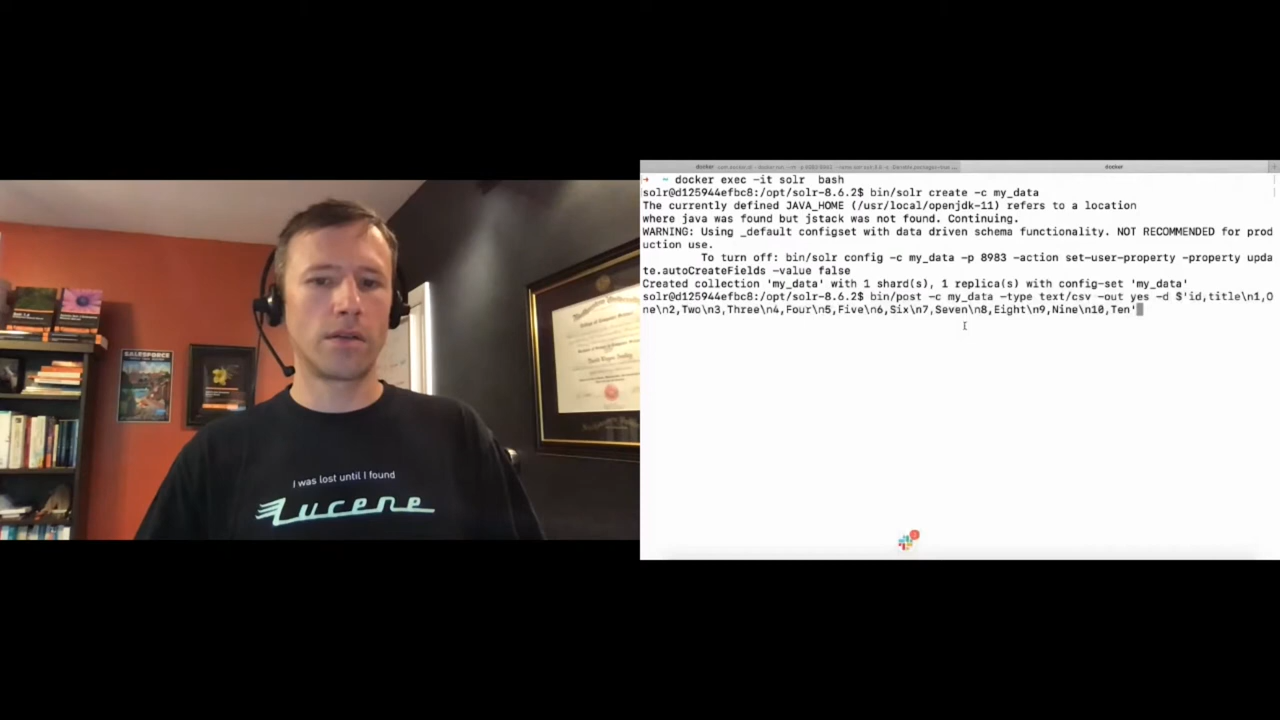 SALESFORCE
I was lost until I found
Lucene
docker
docker
→ ~ docker exec -it solr bash
solr@d125944efbc8:/opt/solr-8.6.2$ bin/solr create -c my_data
The currently defined JAVA_HOME (/usr/local/openjdk-11) refers to a location
where java was found but jstack was not found. Continuing.
WARNING: Using _default configset with data driven schema functionality. NOT RECOMMENDED for prod
uction use.
To turn off: bin/solr config -c my_data -p 8983 -action set-user-property -property upda
te.autoCreateFields -value false
Created collection 'my_data' with 1 shard(s), 1 replica(s) with config-set 'my_data'
solr@d125944efbc8:/opt/solr-8.6.2$ bin/post -c my_data -type text/csv -out yes -d $'id,title\n1,O
ne\n2,Two\n3,Three\n4,Four\n5,Five\n6,Six\n7,Seven\n8,Eight\n9,Nine\n10,Ten'